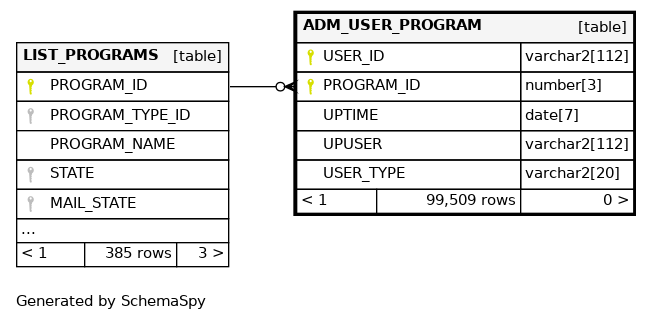 LIST_PROGRAMS [table]
PROGRAM_ID
PROGRAM_TYPE_ID
PROGRAM_NAME
STATE
MAIL_STATE
...
< 1 385 rows 3 >
ADM_USER_PROGRAM [table]
USER_ID varchar2[112]
PROGRAM_ID number[3]
UPTIME date[7]
UPUSER varchar2[112]
USER_TYPE varchar2[20]
< 1 99,509 rows 0 >
Generated by SchemaSpy